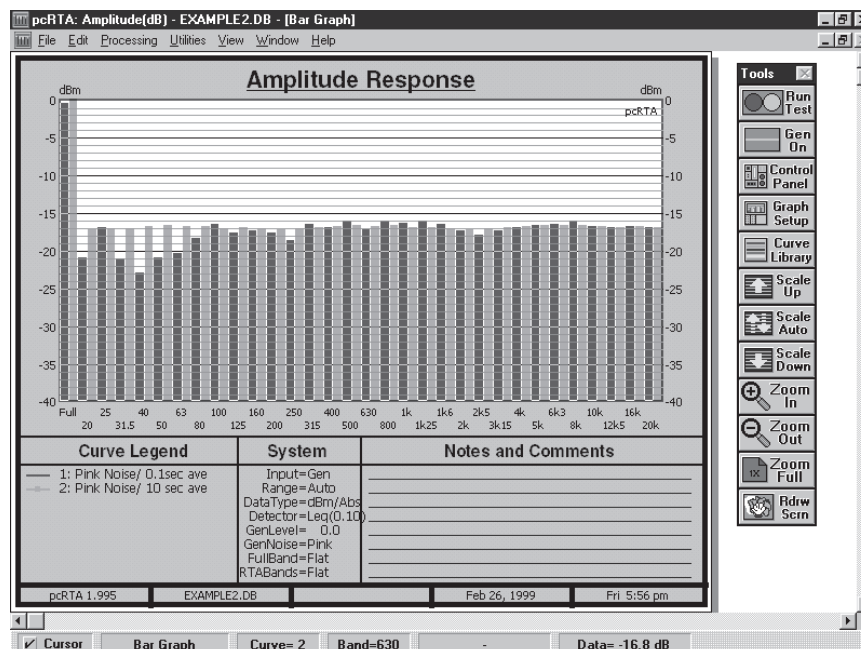 pcRTA: Amplitude(dB) - EXAMPLE2.DB - [Bar Graph]
File Edit Processing Utilities View Window Help
Amplitude Response
dBm dBm
pcRTA
0 0
-5 -5
-10 -10
-15 -15
-20 -20
-25 -25
-30 -30
-35 -35
-40 -40
Full 25 40 63 100 160 250 400 630 1k 1k6 2k5 4k 6k3 10k 16k
20 31.5 50 80 125 200 315 500 800 1k25 2k 3k15 5k 8k 12k5 20k
Curve Legend
1: Pink Noise/ 0.1sec ave
2: Pink Noise/ 10 sec ave
System
Input=Gen
Range=Auto
DataType=dBm/Abs
Detector=Leq(0.10)
GenLevel= 0.0
GenNoise=Pink
FullBand=Flat
RTABands=Flat
Notes and Comments
pcRTA 1.995 EXAMPLE2.DB Feb 26, 1999 Fri 5:56 pm
Tools
Run Test
Gen On
Control Panel
Graph Setup
Curve Library
Scale Up
Scale Auto
Scale Down
Zoom In
Zoom Out
1X Zoom Full
Rdrw Scrn
Cursor Bar Graph Curve= 2 Band=630 - Data= -16.8 dB